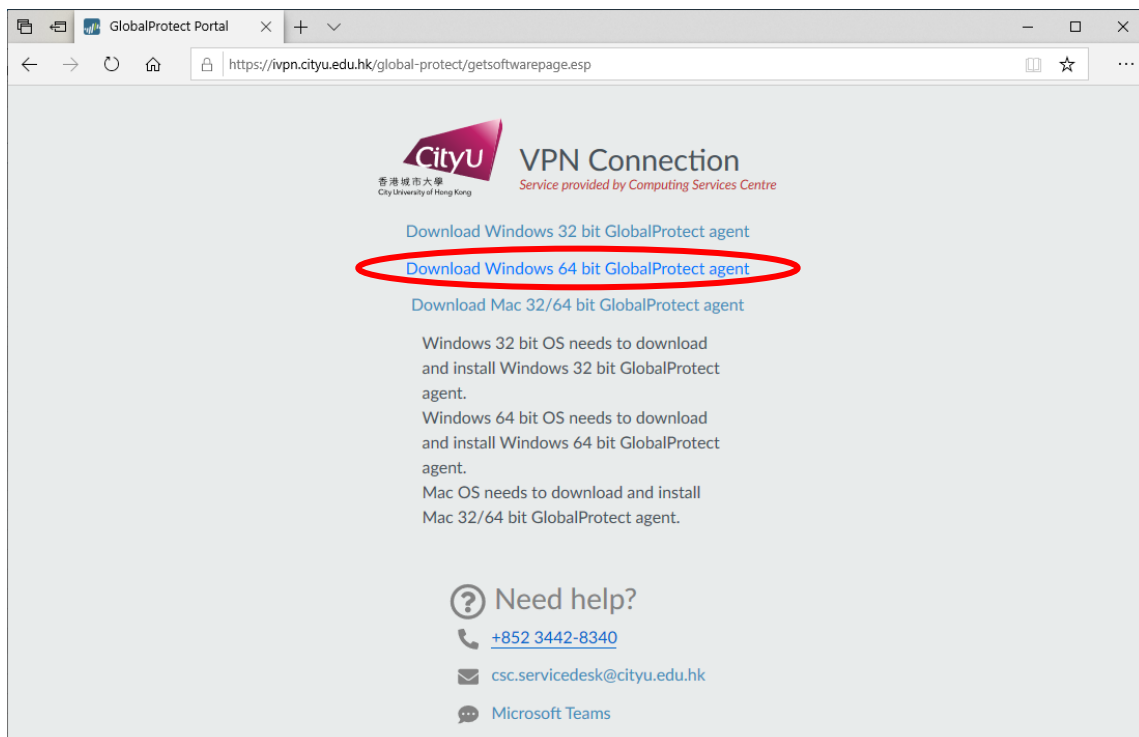 GlobalProtect Portal
https://ivpn.cityu.edu.hk/global-protect/getsoftwarepage.esp
CityU
香港城市大學
City University of Hong Kong
VPN Connection
Service provided by Computing Services Centre
Download Windows 32 bit GlobalProtect agent
Download Windows 64 bit GlobalProtect agent
Download Mac 32/64 bit GlobalProtect agent
Windows 32 bit OS needs to download
and install Windows 32 bit GlobalProtect
agent.
Windows 64 bit OS needs to download
and install Windows 64 bit GlobalProtect
agent.
Mac OS needs to download and install
Mac 32/64 bit GlobalProtect agent.
Need help?
+852 3442-8340
csc.servicedesk@cityu.edu.hk
Microsoft Teams